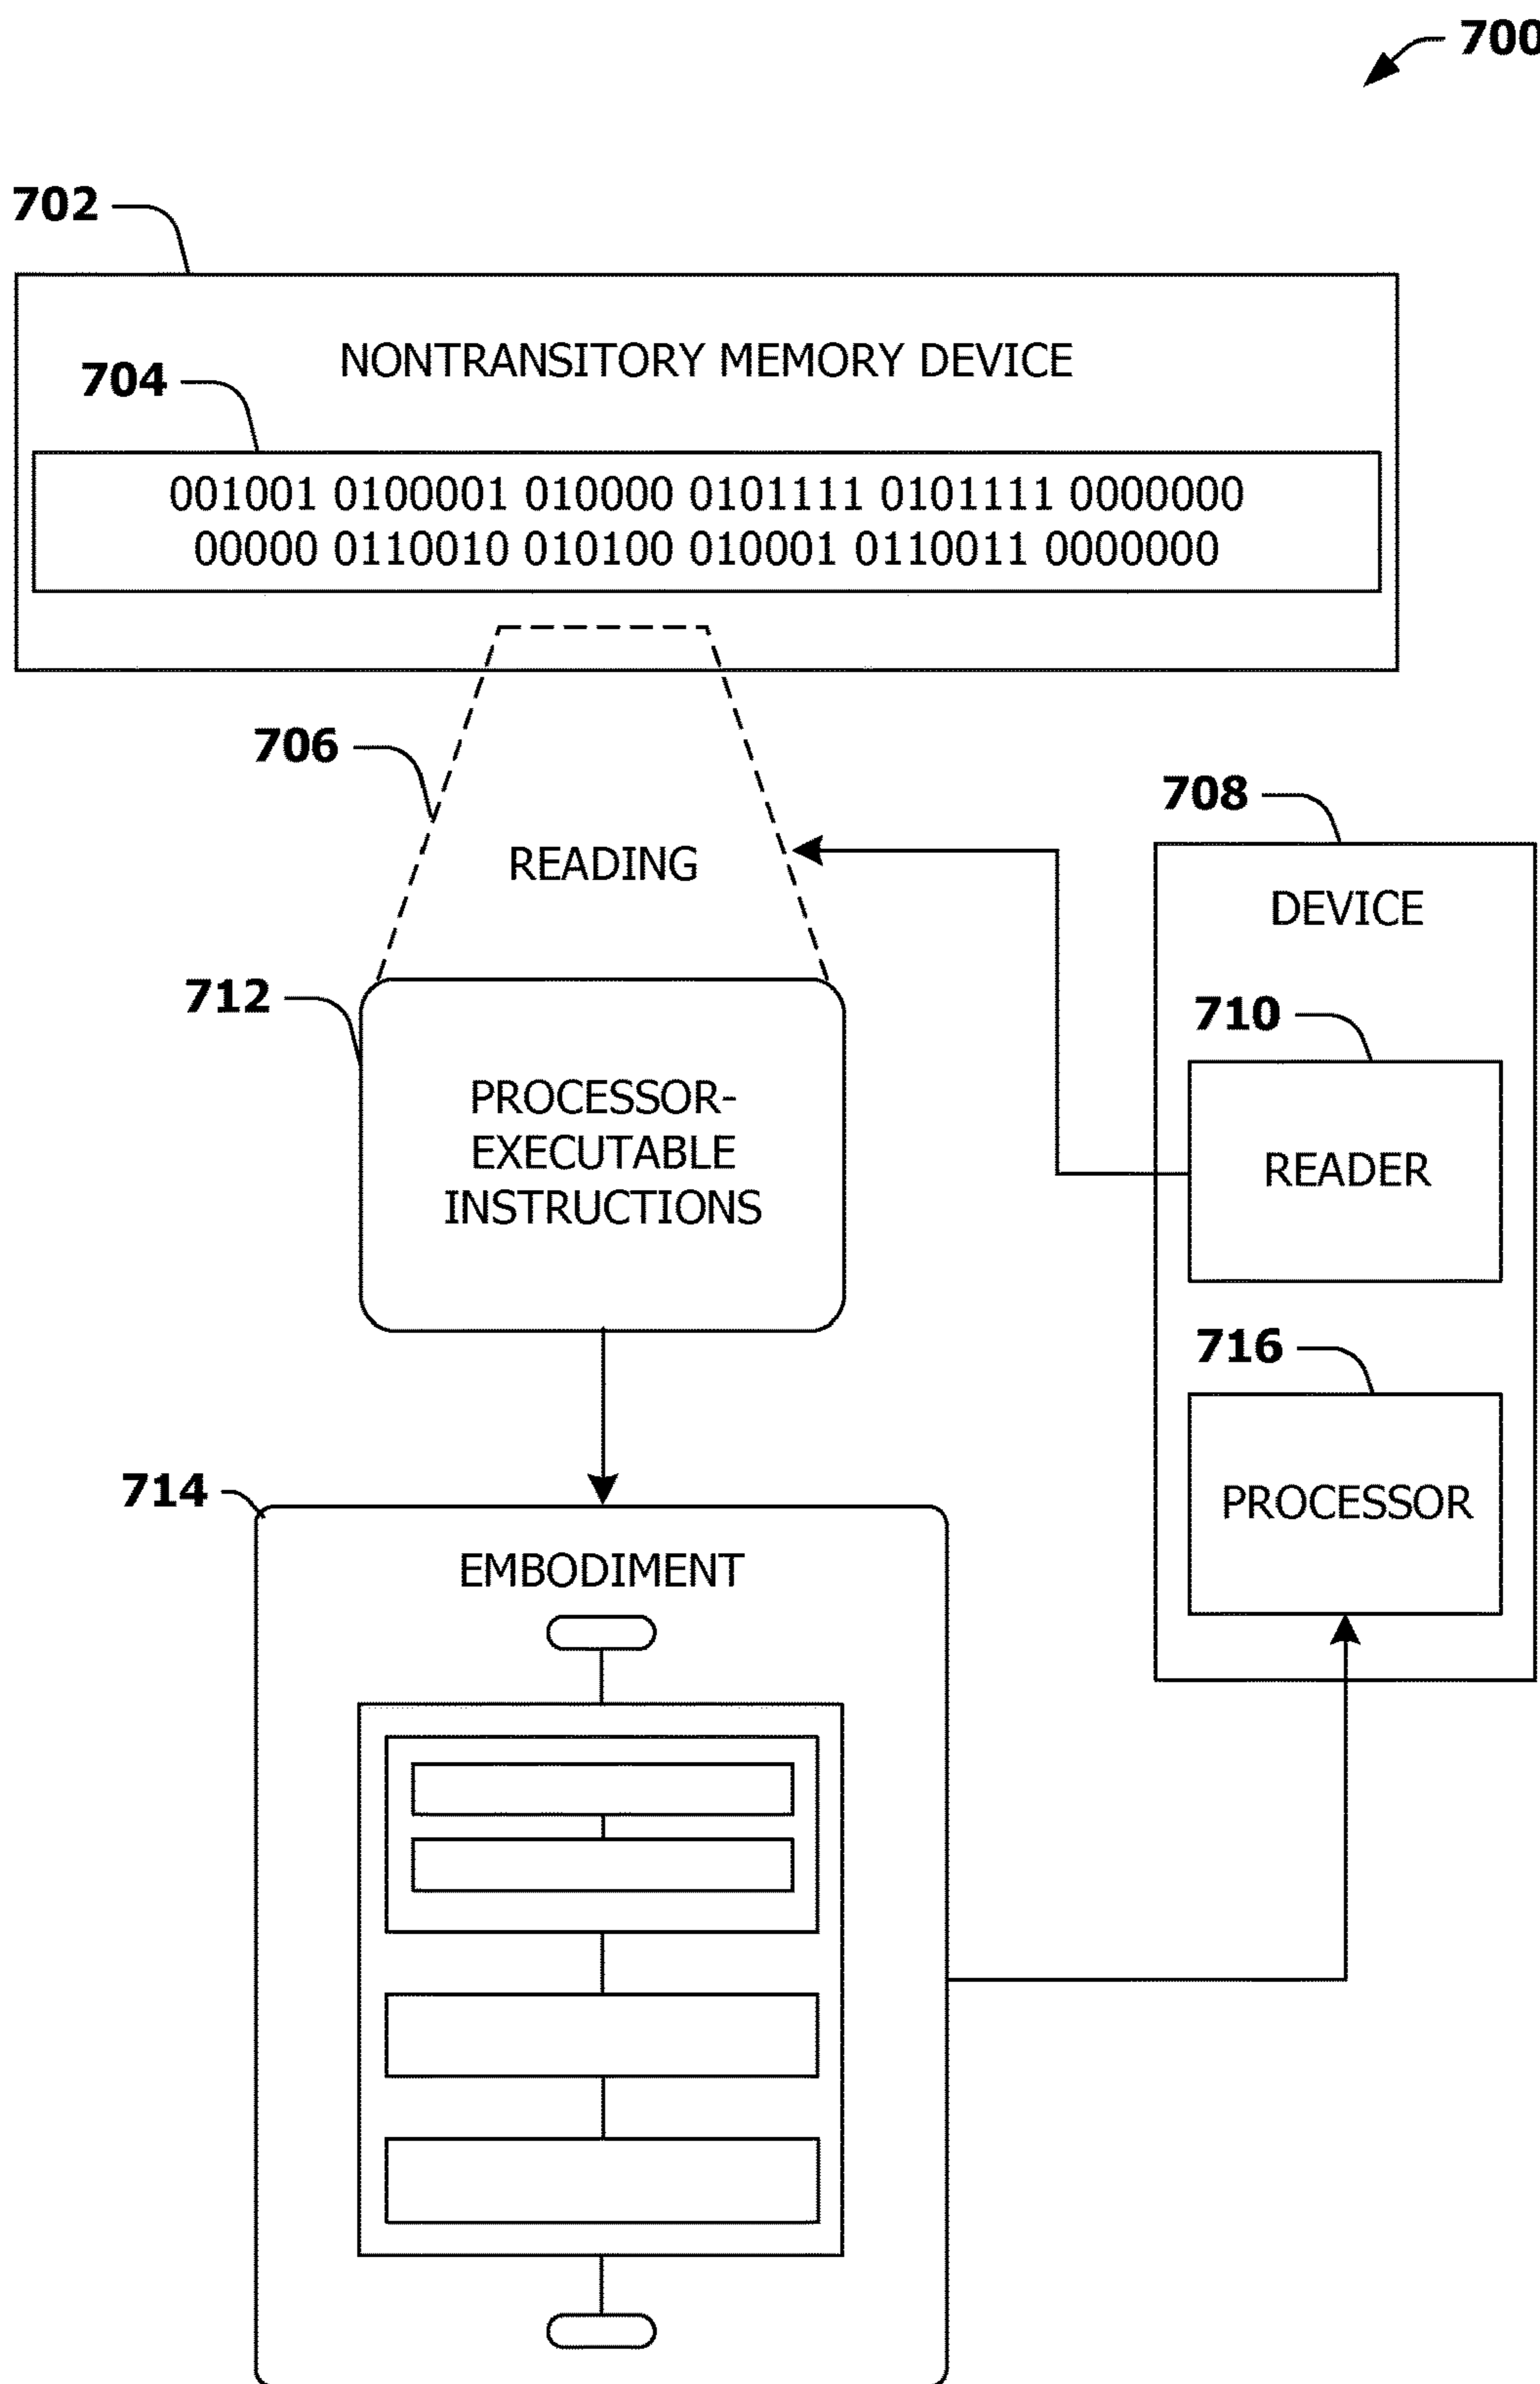 700
702
NONTRANSITORY MEMORY DEVICE
704
001001 0100001 010000 0101111 0101111 0000000
00000 0110010 010100 010001 0110011 0000000
706
READING
708
DEVICE
710
READER
712
PROCESSOR-
EXECUTABLE
INSTRUCTIONS
716
PROCESSOR
714
EMBODIMENT